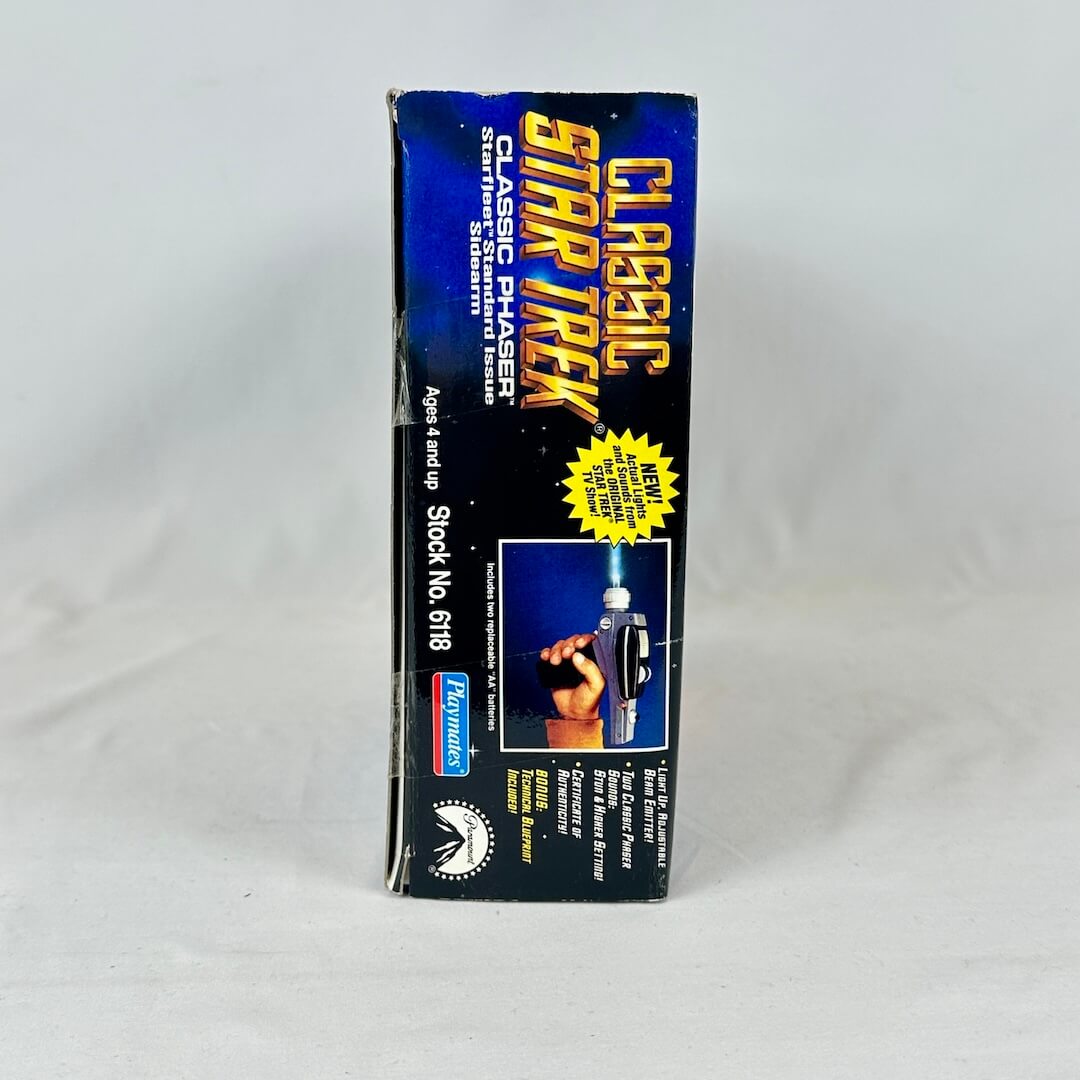 CLASSIC
STAR TREK®
CLASSIC PHASER™
Starfleet™ Standard Issue
Sidearm
NEW!
Actual Lights
and Sounds from
the ORIGINAL
STAR TREK®
TV Show!
Ages 4 and up Stock No. 6118
Includes two replaceable "AA" batteries
Playmates®
• Light Up, Adjustable
Beam Emitter!
• Two Classic Phaser
Sounds:
Stun & Higher Setting!
• Certificate of
Authenticity!
BONUS:
Technical Blueprint
Included!
Paramount
®